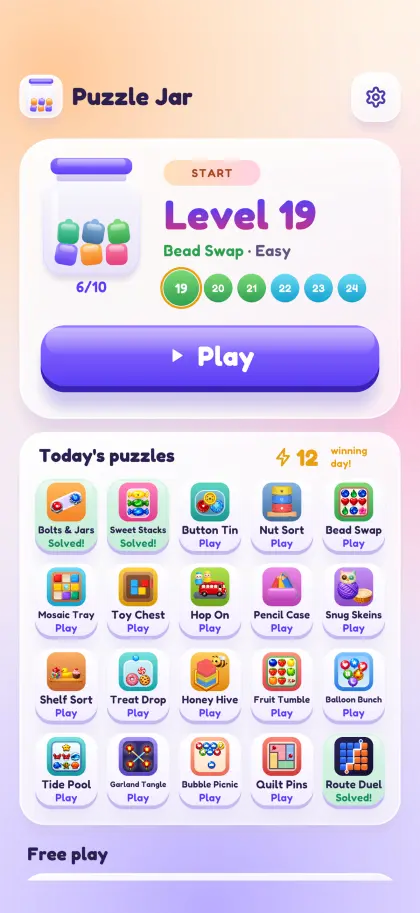 Puzzle Jar
START
Level 19
Bead Swap · Easy
6/10
19 20 21 22 23 24
Play
Today's puzzles
12 winning day!
Bolts & Jars Sweet Stacks Button Tin Nut Sort Bead Swap
Solved! Solved! Play Play Play
Mosaic Tray Toy Chest Hop On Pencil Case Snug Skeins
Play Play Play Play Play
Shelf Sort Treat Drop Honey Hive Fruit Tumble Balloon Bunch
Play Play Play Play Play
Tide Pool Garland Tangle Bubble Picnic Quilt Pins Route Duel
Play Play Play Play Solved!
Free play